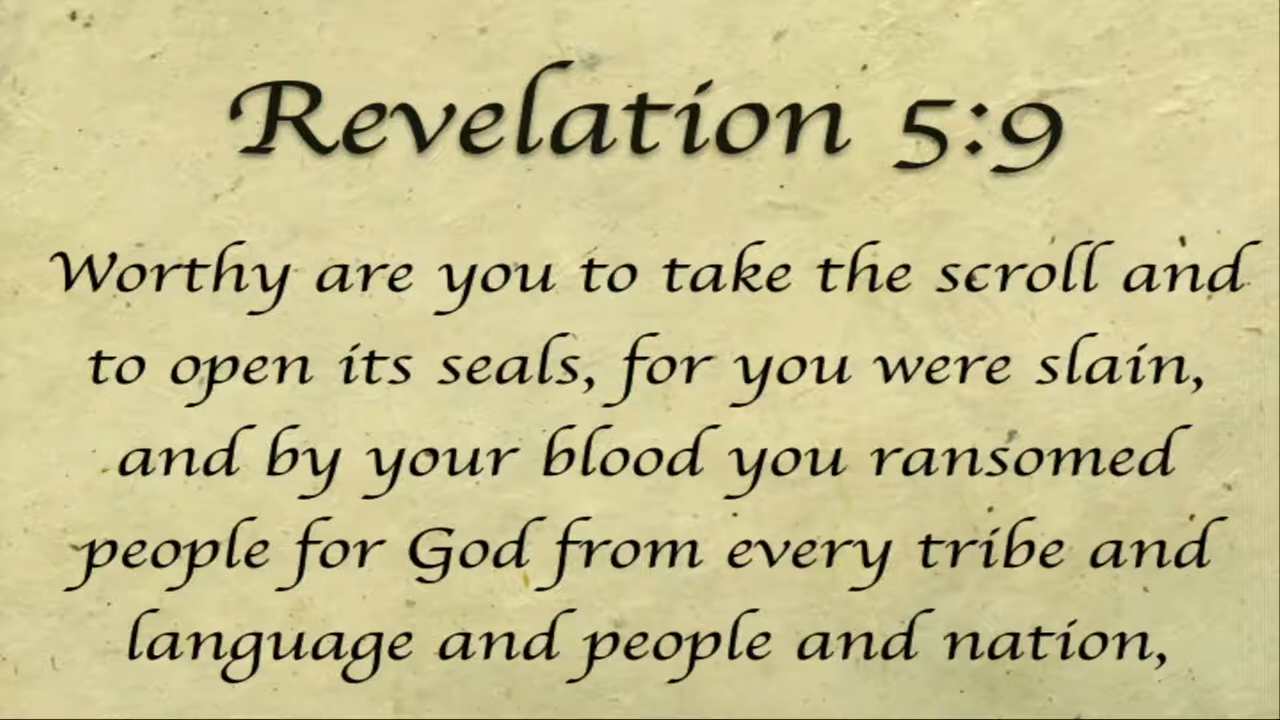 Revelation 5:9
Worthy are you to take the scroll and
to open its seals, for you were slain,
and by your blood you ransomed
people for God from every tribe and
language and people and nation,